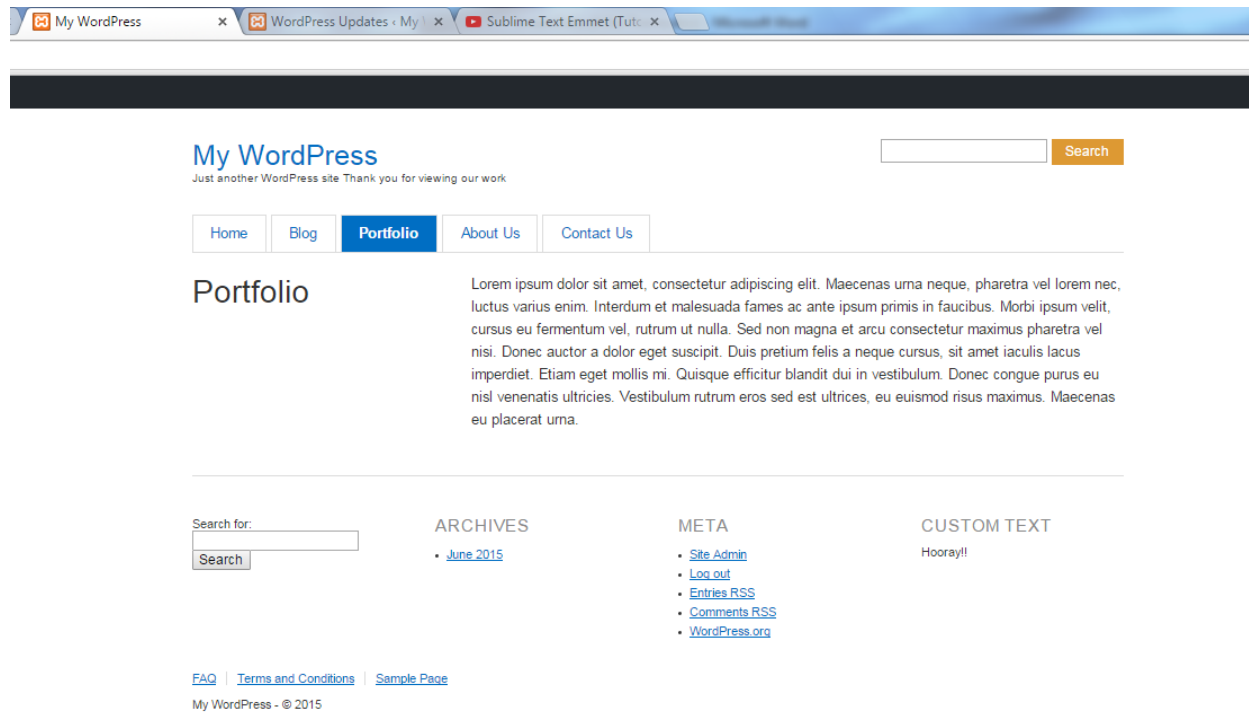 My WordPress
WordPress Updates ‹ My
Sublime Text Emmet (Tuto
Microsoft Word
My WordPress
Just another WordPress site Thank you for viewing our work
Search
Home
Blog
Portfolio
About Us
Contact Us
Portfolio
Lorem ipsum dolor sit amet, consectetur adipiscing elit. Maecenas urna neque, pharetra vel lorem nec,
luctus varius enim. Interdum et malesuada fames ac ante ipsum primis in faucibus. Morbi ipsum velit,
cursus eu fermentum vel, rutrum ut nulla. Sed non magna et arcu consectetur maximus pharetra vel
nisi. Donec auctor a dolor eget suscipit. Duis pretium felis a neque cursus, sit amet iaculis lacus
imperdiet. Etiam eget mollis mi. Quisque efficitur blandit dui in vestibulum. Donec congue purus eu
nisl venenatis ultricies. Vestibulum rutrum eros sed est ultrices, eu euismod risus maximus. Maecenas
eu placerat urna.
Search for:
Search
ARCHIVES
June 2015
META
Site Admin
Log out
Entries RSS
Comments RSS
WordPress.org
CUSTOM TEXT
Hooray!!
FAQ
Terms and Conditions
Sample Page
My WordPress - © 2015